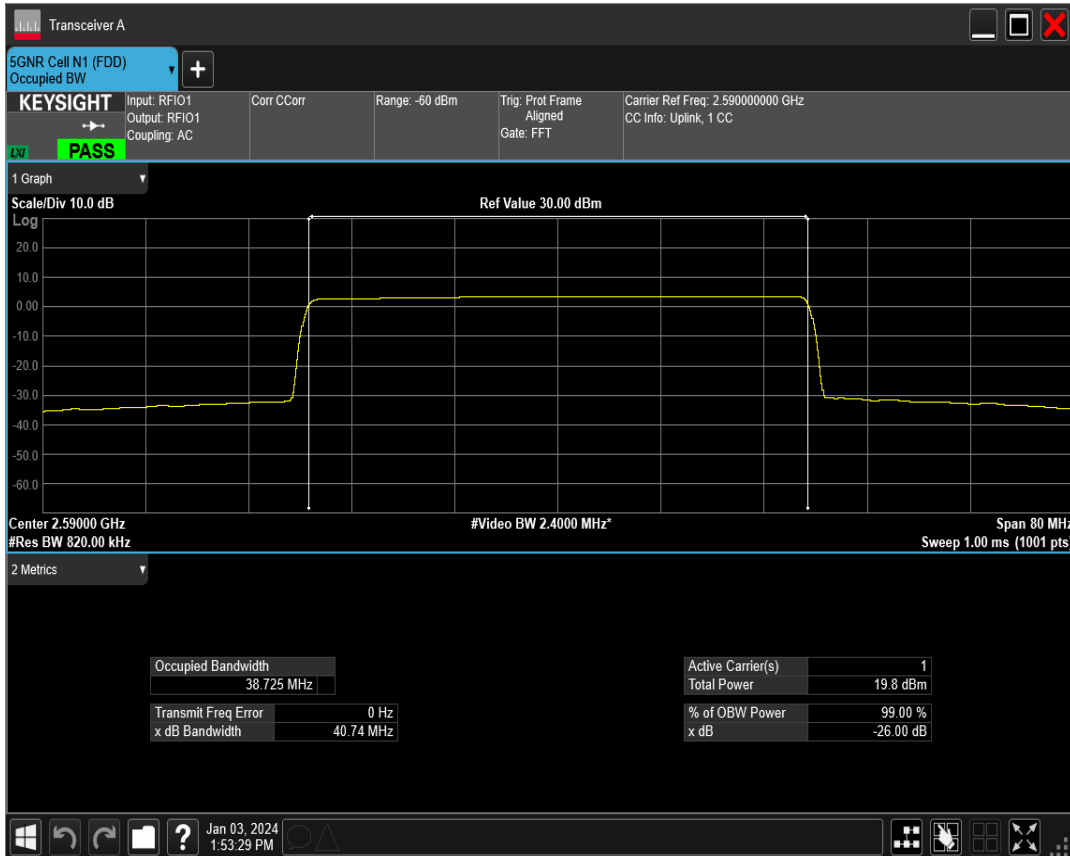 Transceiver A
5GNR Cell N1 (FDD)
Occupied BW
+
KEYSIGHT
LXI PASS
Input: RFIO1
Output: RFIO1
Coupling: AC
Corr CCorr
Range: -60 dBm
Trig: Prot Frame
Aligned
Gate: FFT
Carrier Ref Freq: 2.590000000 GHz
CC Info: Uplink, 1 CC
1 Graph
Scale/Div 10.0 dB Ref Value 30.00 dBm
Log
20.0
10.0
0.00
-10.0
-20.0
-30.0
-40.0
-50.0
-60.0
Center 2.59000 GHz #Video BW 2.4000 MHz* Span 80 MHz
#Res BW 820.00 kHz Sweep 1.00 ms (1001 pts)
2 Metrics
Occupied Bandwidth
38.725 MHz
Transmit Freq Error 0 Hz
x dB Bandwidth 40.74 MHz
Active Carrier(s) 1
Total Power 19.8 dBm
% of OBW Power 99.00 %
x dB -26.00 dB
?
Jan 03, 2024
1:53:29 PM